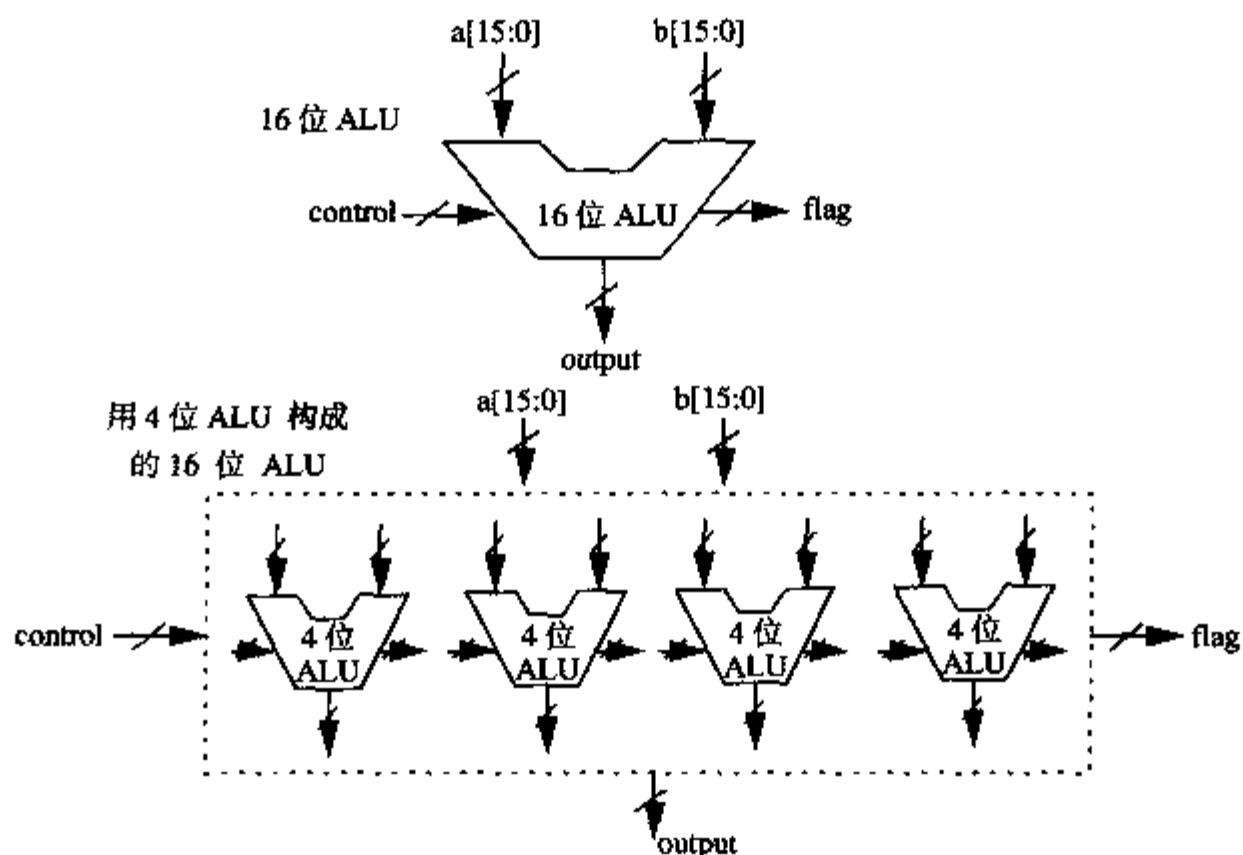 a[15:0] b[15:0]
16 位 ALU
control 16 位 ALU flag
output
用 4 位 ALU 构成
的 16 位 ALU
a[15:0] b[15:0]
control 4 位 4 位 4 位 4 位 flag
ALU ALU ALU ALU
output